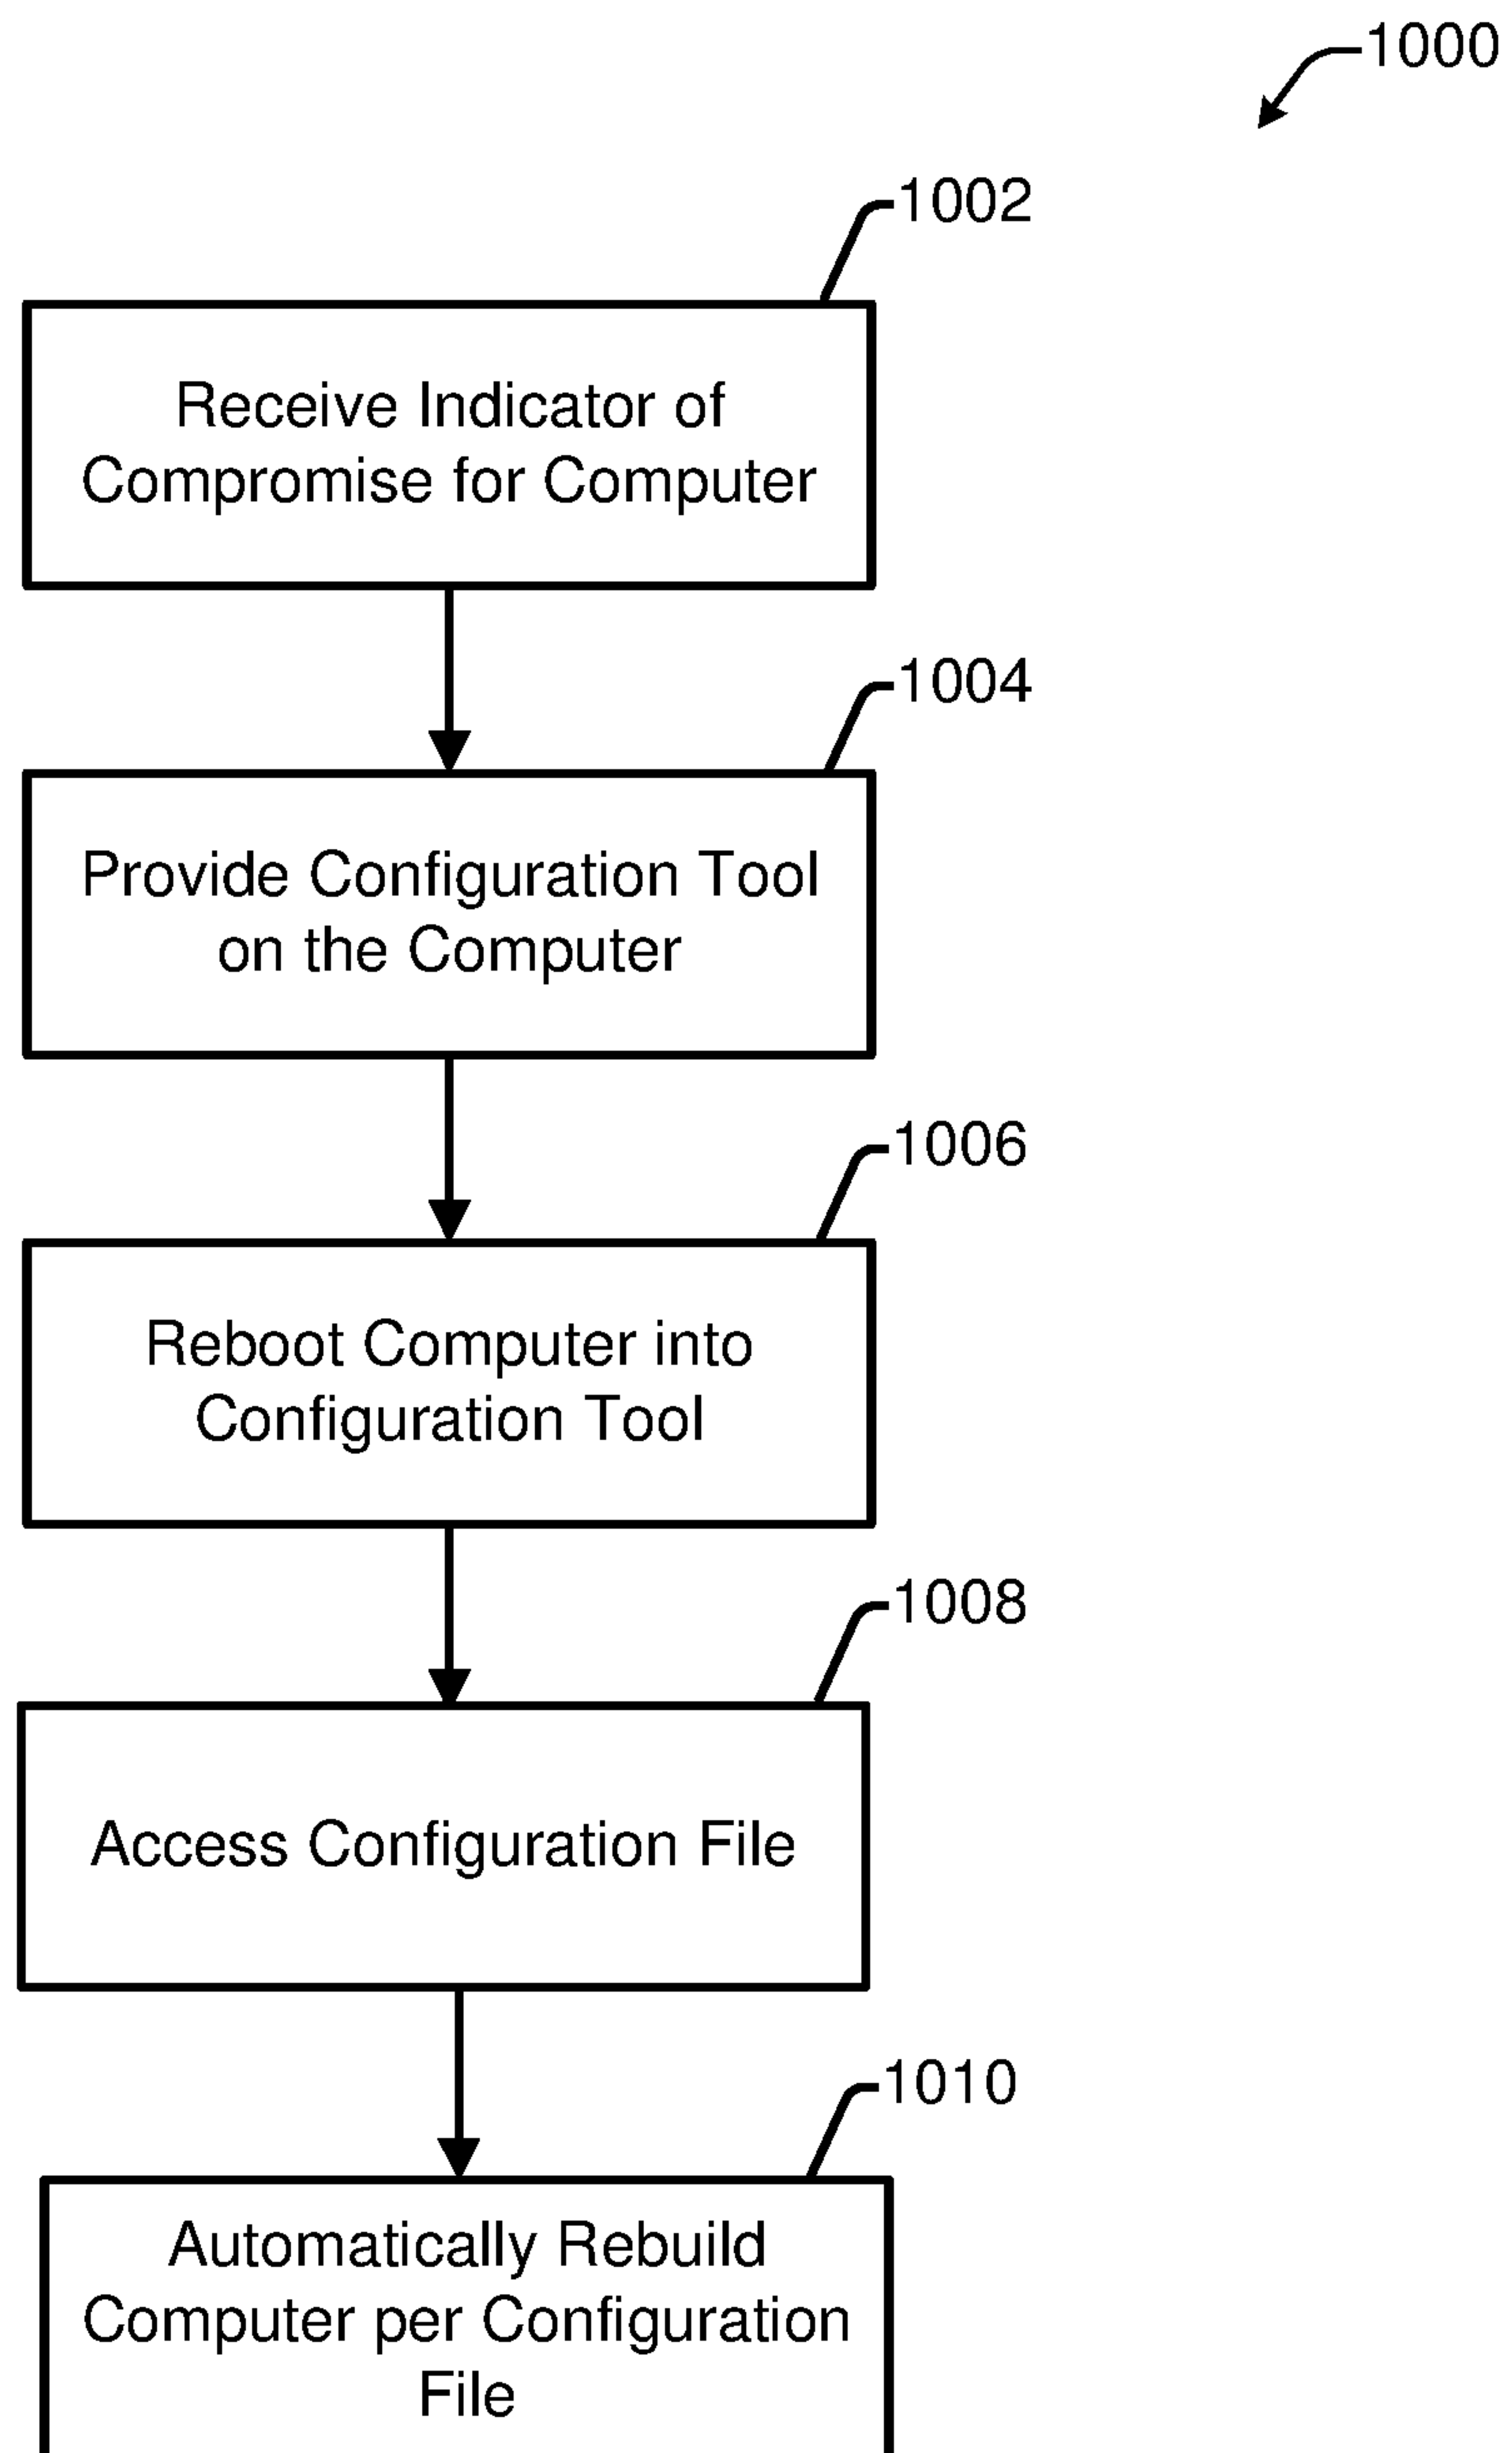 1000
1002
Receive Indicator of
Compromise for Computer
1004
Provide Configuration Tool
on the Computer
1006
Reboot Computer into
Configuration Tool
1008
Access Configuration File
1010
Automatically Rebuild
Computer per Configuration
File